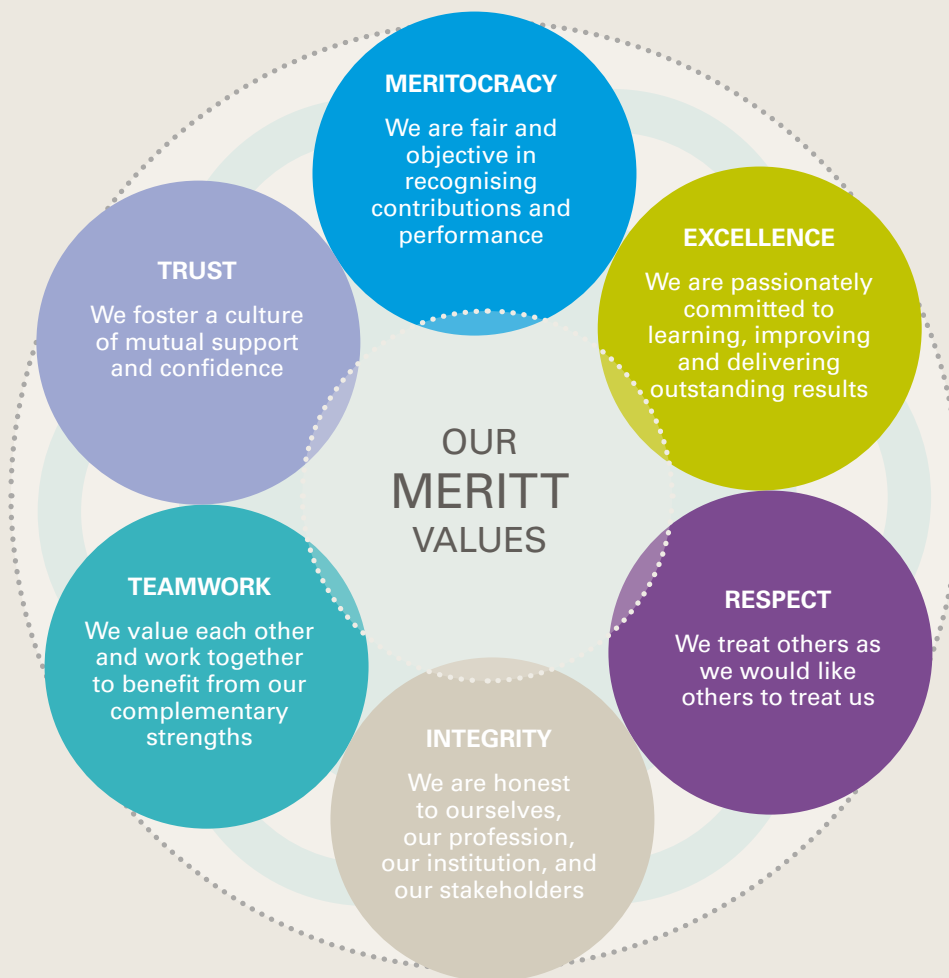 MERITOCRACY
We are fair and
objective in
recognising
contributions and
performance
EXCELLENCE
We are passionately
committed to
learning, improving
and delivering
outstanding results
RESPECT
We treat others as
we would like
others to treat us
INTEGRITY
We are honest
to ourselves,
our profession,
our institution, and
our stakeholders
TEAMWORK
We value each other
and work together
to benefit from our
complementary
strengths
TRUST
We foster a culture
of mutual support
and confidence
OUR
MERITT
VALUES